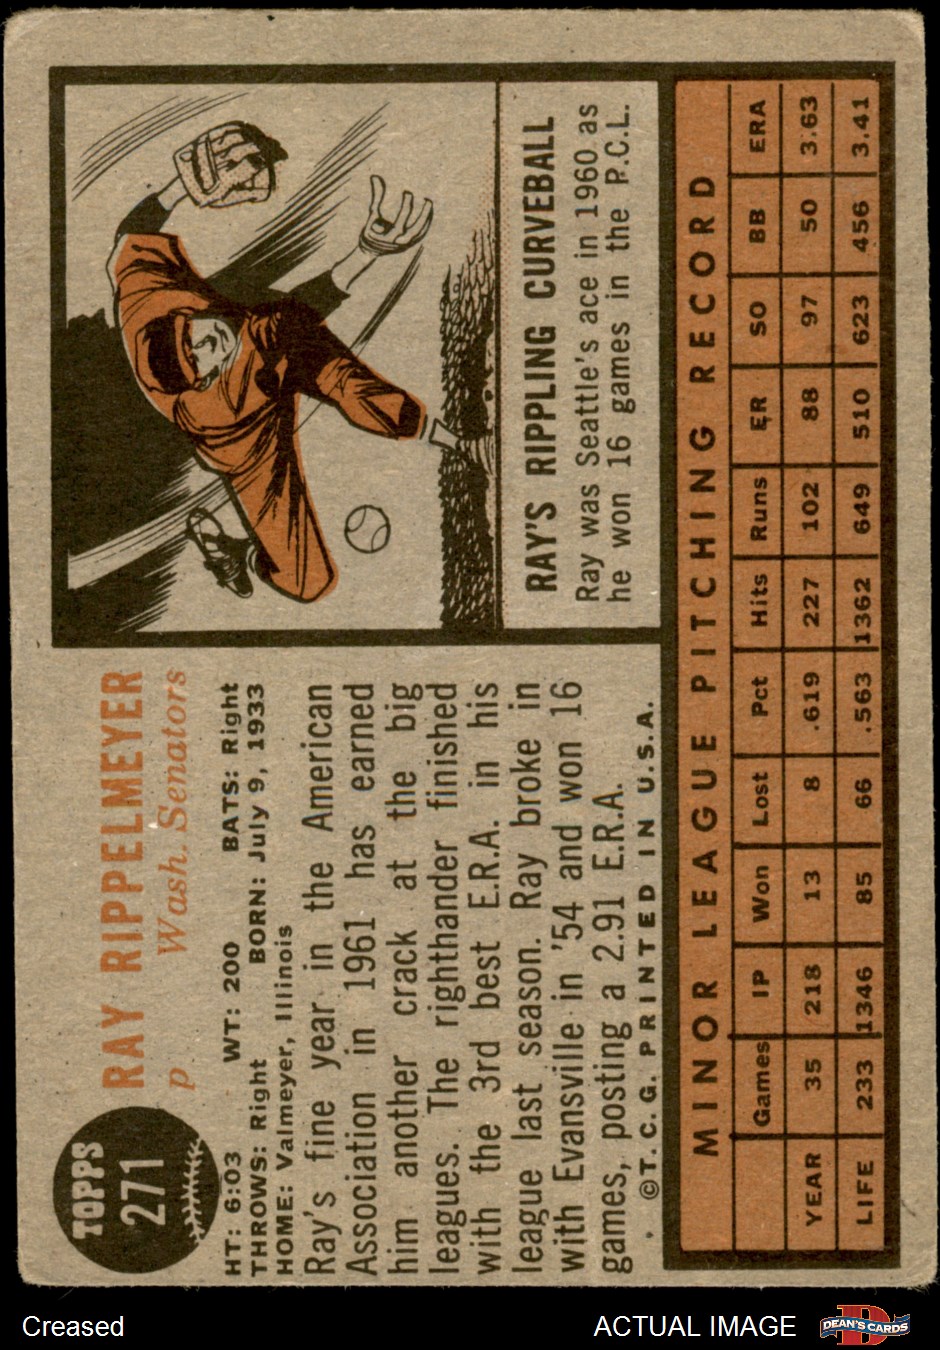 TOPPS
271
RAY RIPPELMEYER
p Wash. Senators
HT: 6:03 WT: 200 BATS: Right
THROWS: Right BORN: July 9, 1933
HOME: Valmeyer, Illinois
Ray's fine year in the American
Association in 1961 has earned
him another crack at the big
leagues. The righthander finished
with the 3rd best E.R.A. in his
league last season. Ray broke in
with Evansville in '54 and won 16
games, posting a 2.91 E.R.A.
©T. C. G. PRINTED IN U.S.A.
RAY'S RIPPLING CURVEBALL
Ray was Seattle's ace in 1960 as
he won 16 games in the P.C.L.
MINOR LEAGUE PITCHING RECORD
Games IP Won Lost Pct Hits Runs ER SO BB ERA
YEAR 35 218 13 8 .619 227 102 88 97 50 3.63
LIFE 233 1346 85 66 .563 1362 649 510 623 456 3.41
Creased
ACTUAL IMAGE
DEAN'S CARDS